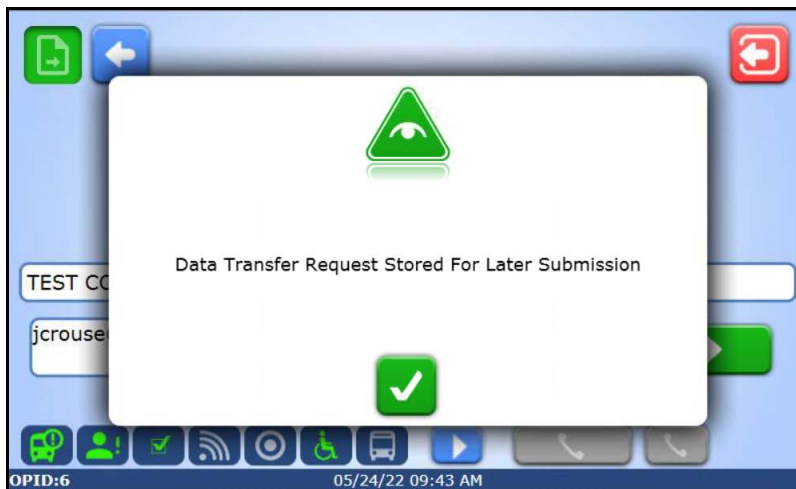 Data Transfer Request Stored For Later Submission
TEST CO
jcrouse
OPID:6
05/24/22 09:43 AM